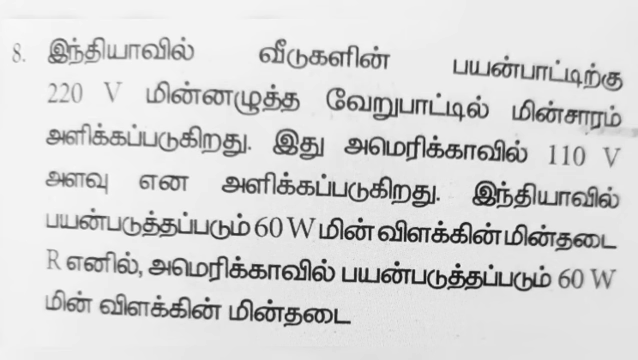 8. இந்தியாவில் வீடுகளின் பயன்பாட்டிற்கு
220 V மின்னழுத்த வேறுபாட்டில் மின்சாரம்
அளிக்கப்படுகிறது. இது அமெரிக்காவில் 110 V
அளவு என அளிக்கப்படுகிறது. இந்தியாவில்
பயன்படுத்தப்படும் 60 W மின் விளக்கின் மின்தடை
R எனில், அமெரிக்காவில் பயன்படுத்தப்படும் 60 W
மின் விளக்கின் மின்தடை